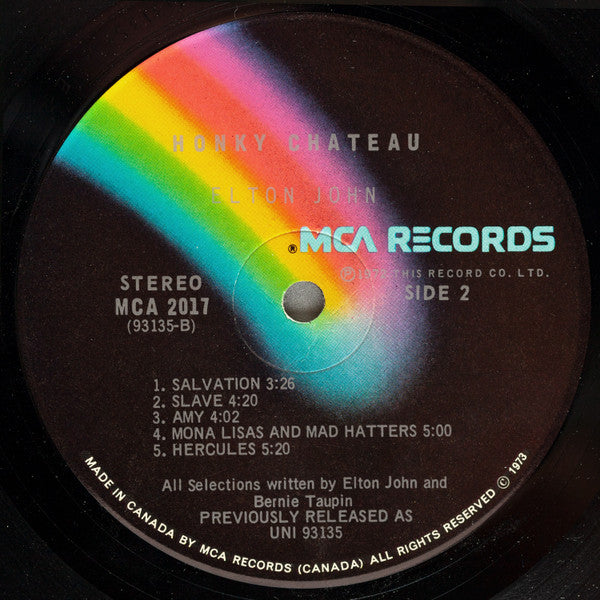 HONKY CHATEAU
ELTON JOHN
® MCA RECORDS
STEREO
MCA 2017
(93135-B)
Ⓟ 1972 THIS RECORD CO. LTD.
SIDE 2
1. SALVATION 3:26
2. SLAVE 4:20
3. AMY 4:02
4. MONA LISAS AND MAD HATTERS 5:00
5. HERCULES 5:20
All Selections written by Elton John and
Bernie Taupin
PREVIOUSLY RELEASED AS
UNI 93135
MADE IN CANADA BY MCA RECORDS (CANADA) ALL RIGHTS RESERVED © 1973